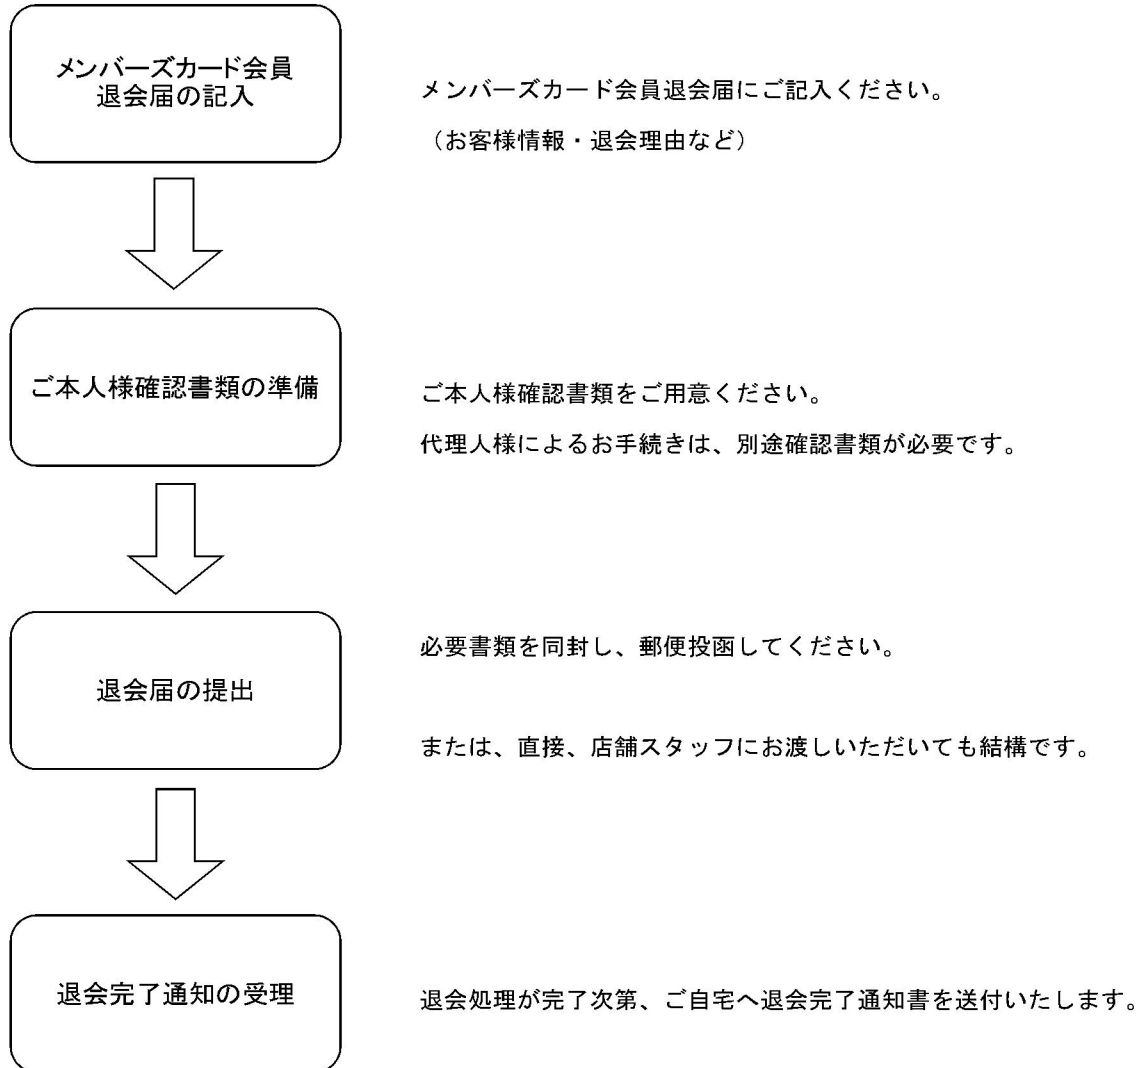 メンバーズカード会員
退会届の記入
メンバーズカード会員退会届にご記入ください。
（お客様情報・退会理由など）
ご本人様確認書類の準備
ご本人様確認書類をご用意ください。
代理人様によるお手続きは、別途確認書類が必要です。
退会届の提出
必要書類を同封し、郵便投函してください。
または、直接、店舗スタッフにお渡しいただいても結構です。
退会完了通知の受理
退会処理が完了次第、ご自宅へ退会完了通知書を送付いたします。